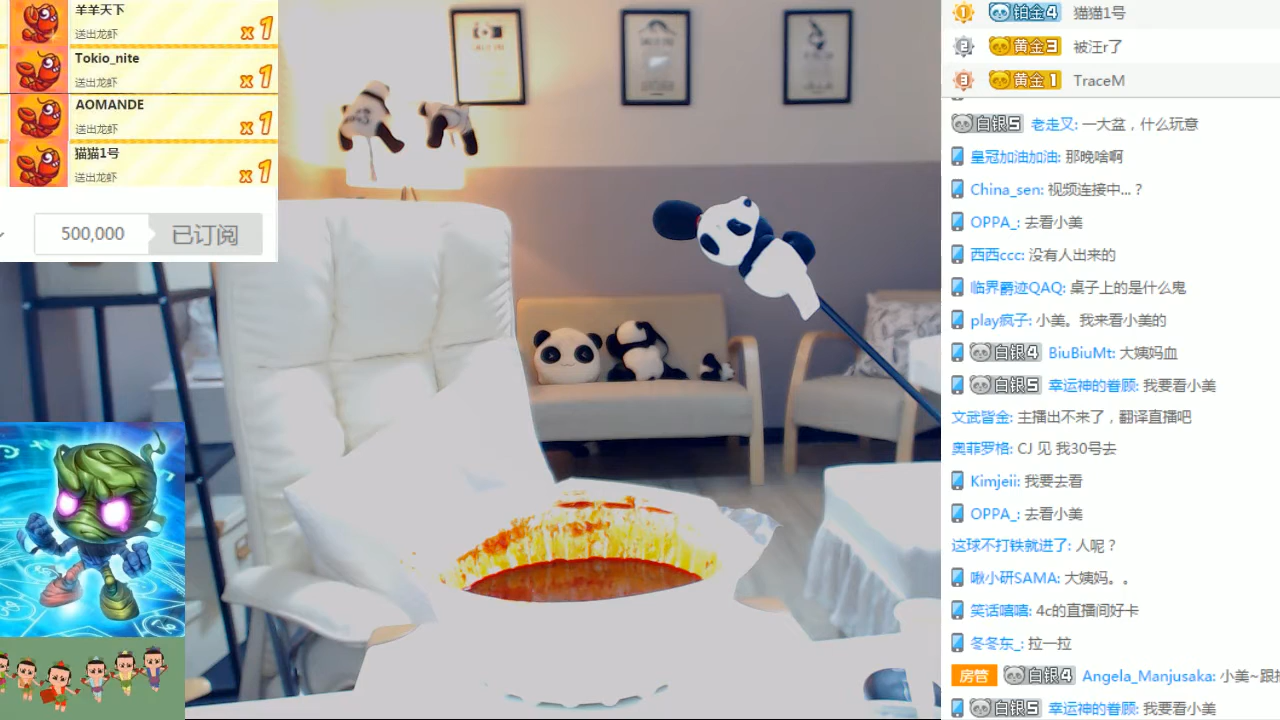 羊羊天下
送出龙虾
x 1
Tokio_nite
送出龙虾
x 1
AOMANDE
送出龙虾
x 1
猫猫1号
送出龙虾
x 1
500,000
已订阅
1 铂金4 猫猫1号
2 黄金3 被汪r了
3 黄金1 TraceM
白银5 老走叉: 一大盆，什么玩意
皇冠加油加油: 那晚啥啊
China_sen: 视频连接中...？
OPPA_: 去看小美
西西ccc: 没有人出来的
临界爵迹QAQ: 桌子上的是什么鬼
play疯子: 小美。我来看小美的
白银4 BiuBiuMt: 大姨妈血
白银5 幸运神的眷顾: 我要看小美
文武皆金: 主播出不来了，翻译直播吧
奥菲罗格: CJ 见 我30号去
Kimjeii: 我要去看
OPPA_: 去看小美
这球不打铁就进了: 人呢？
啾小研SAMA: 大姨妈。。
笑话嘻嘻: 4c的直播间好卡
冬冬东_: 拉一拉
房管 白银4 Angela_Manjusaka: 小美~跟拍
白银5 幸运神的眷顾: 我要看小美